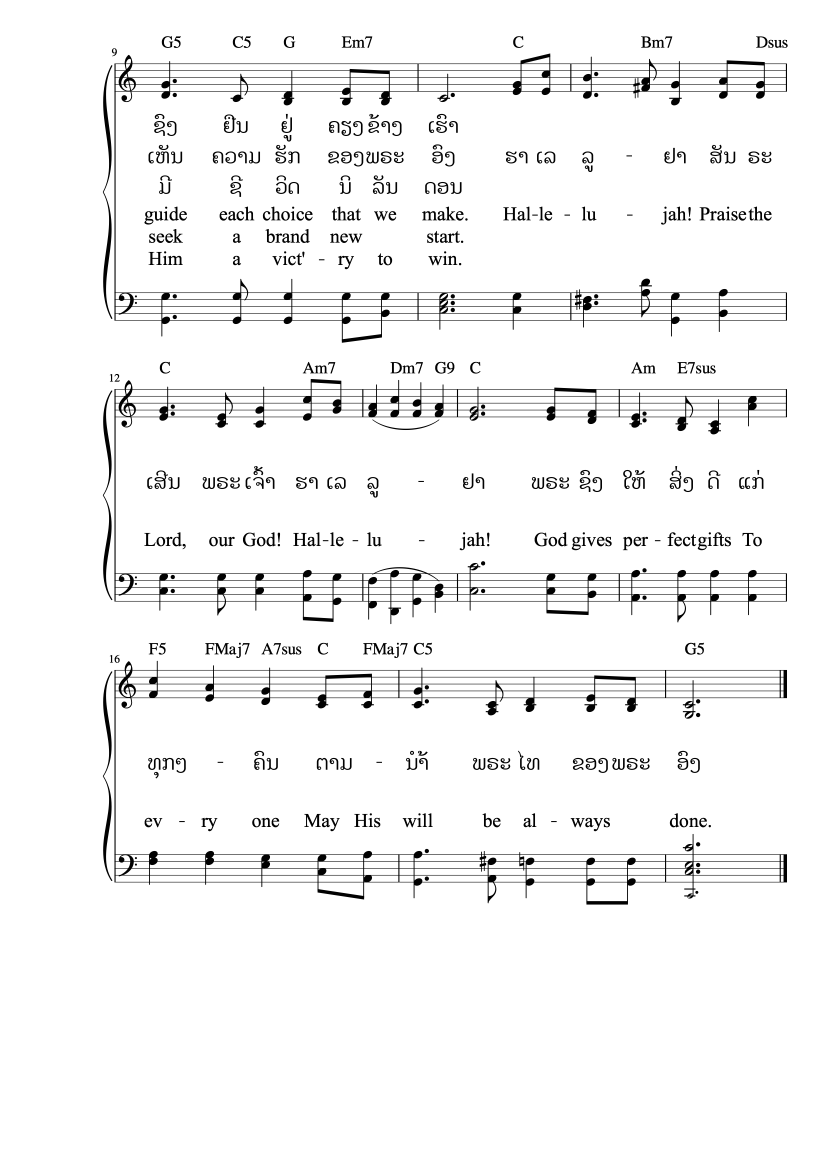 9 G5 C5 G Em7 C Bm7 Dsus
ຊົງ ຢືນ ຢູ່ ຄຽງ ຂ້າງ ເຮົາ
ເຫັນ ຄວາມ ຮັກ ຂອງ ພຣະ ອົງ ຮາ ເລ ລູ - ຢາ ສັນ ຣະ
ມີ ຊີ ວິດ ນິ ລັນ ດອນ
guide each choice that we make. Hal-le - lu - jah! Praise the
seek a brand new start.
Him a vict' - ry to win.
12 C Am7 Dm7 G9 C Am E7sus
ເສີນ ພຣະ ເຈົ້າ ຮາ ເລ ລູ - ຢາ ພຣະ ຊົງ ໃຫ້ ສິ່ງ ດີ ແກ່
Lord, our God! Hal-le - lu - jah! God gives per - fect gifts To
16 F5 FMaj7 A7sus C FMaj7 C5 G5
ທຸກໆ - ຄົນ ຕາມ - ນໍ້າ ພຣະ ໄທ ຂອງ ພຣະ ອົງ
ev - ry one May His will be al - ways done.